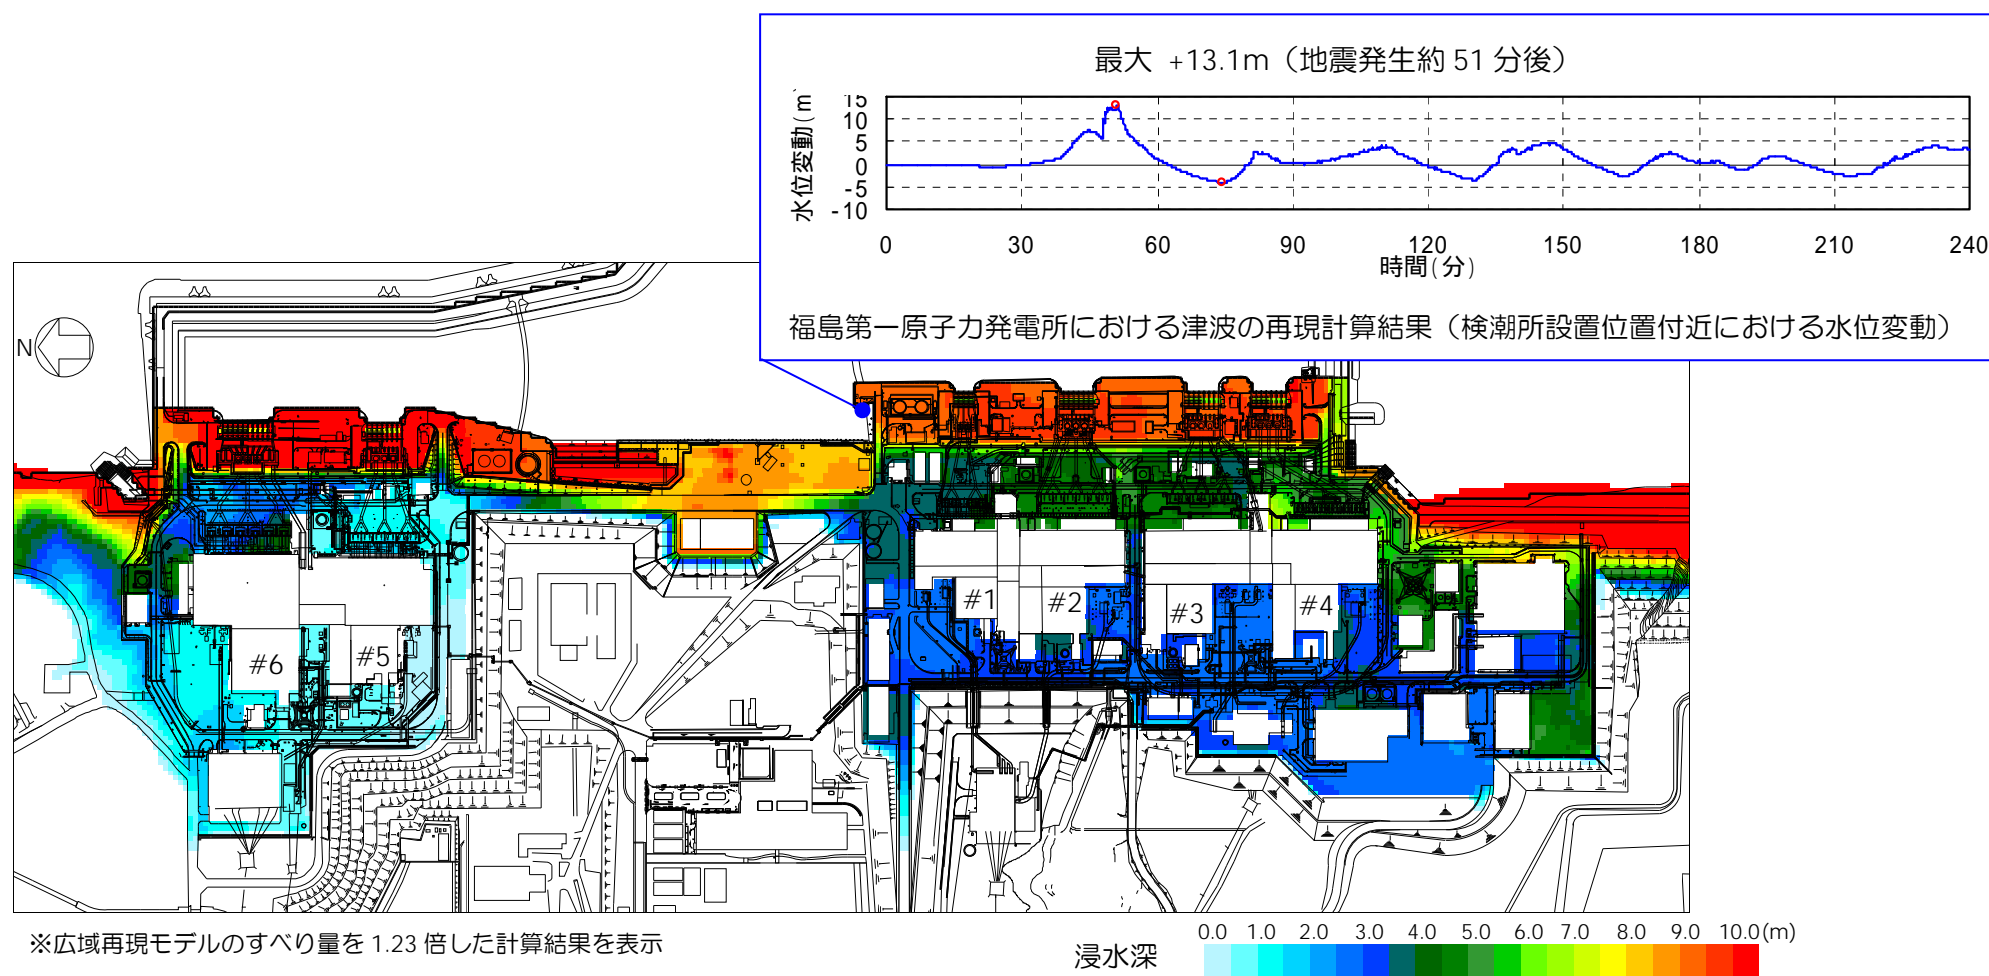 最大 +13.1m（地震発生約 51 分後）
水位変動(m)
15
10
5
0
-5
-10
0 30 60 90 120 150 180 210 240
時間(分)
福島第一原子力発電所における津波の再現計算結果（検潮所設置位置付近における水位変動）
N
#1
#2
#3
#4
#6
#5
※広域再現モデルのすべり量を 1.23 倍した計算結果を表示
浸水深
0.0 1.0 2.0 3.0 4.0 5.0 6.0 7.0 8.0 9.0 10.0(m)